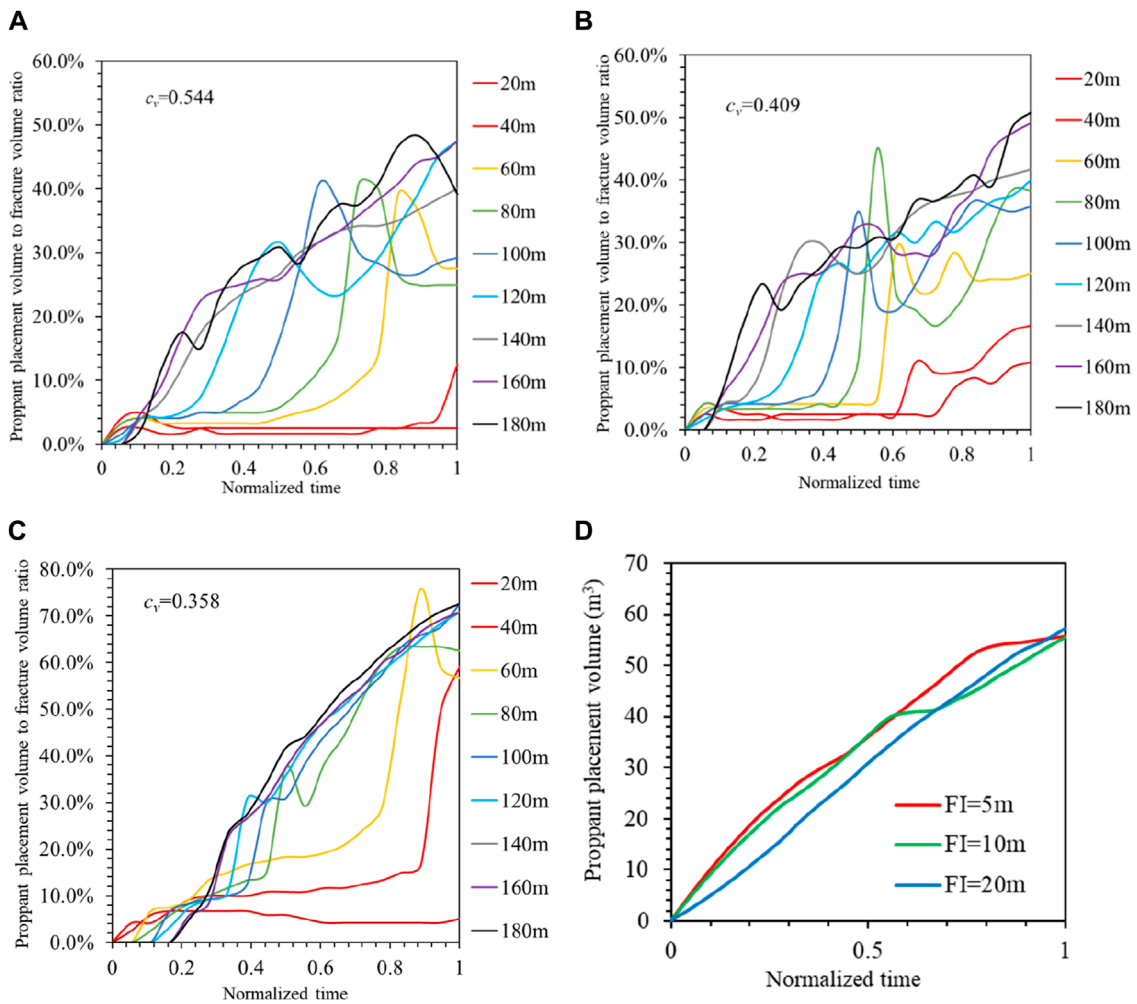 A
Proppant placement volume to fracture volume ratio
60.0%
50.0%
40.0%
30.0%
20.0%
10.0%
0.0%
cv=0.544
0 0.2 0.4 0.6 0.8 1
Normalized time
20m
40m
60m
80m
100m
120m
140m
160m
180m
B
Proppant placement volume to fracture volume ratio
60.0%
50.0%
40.0%
30.0%
20.0%
10.0%
0.0%
cv=0.409
0 0.2 0.4 0.6 0.8 1
Normalized time
20m
40m
60m
80m
100m
120m
140m
160m
180m
C
Proppant placement volume to fracture volume ratio
80.0%
70.0%
60.0%
50.0%
40.0%
30.0%
20.0%
10.0%
0.0%
cv=0.358
0 0.2 0.4 0.6 0.8 1
Normalized time
20m
40m
60m
80m
100m
120m
140m
160m
180m
D
Proppant placement volume (m³)
70
60
50
40
30
20
10
0
0 0.5 1
Normalized time
FI=5m
FI=10m
FI=20m